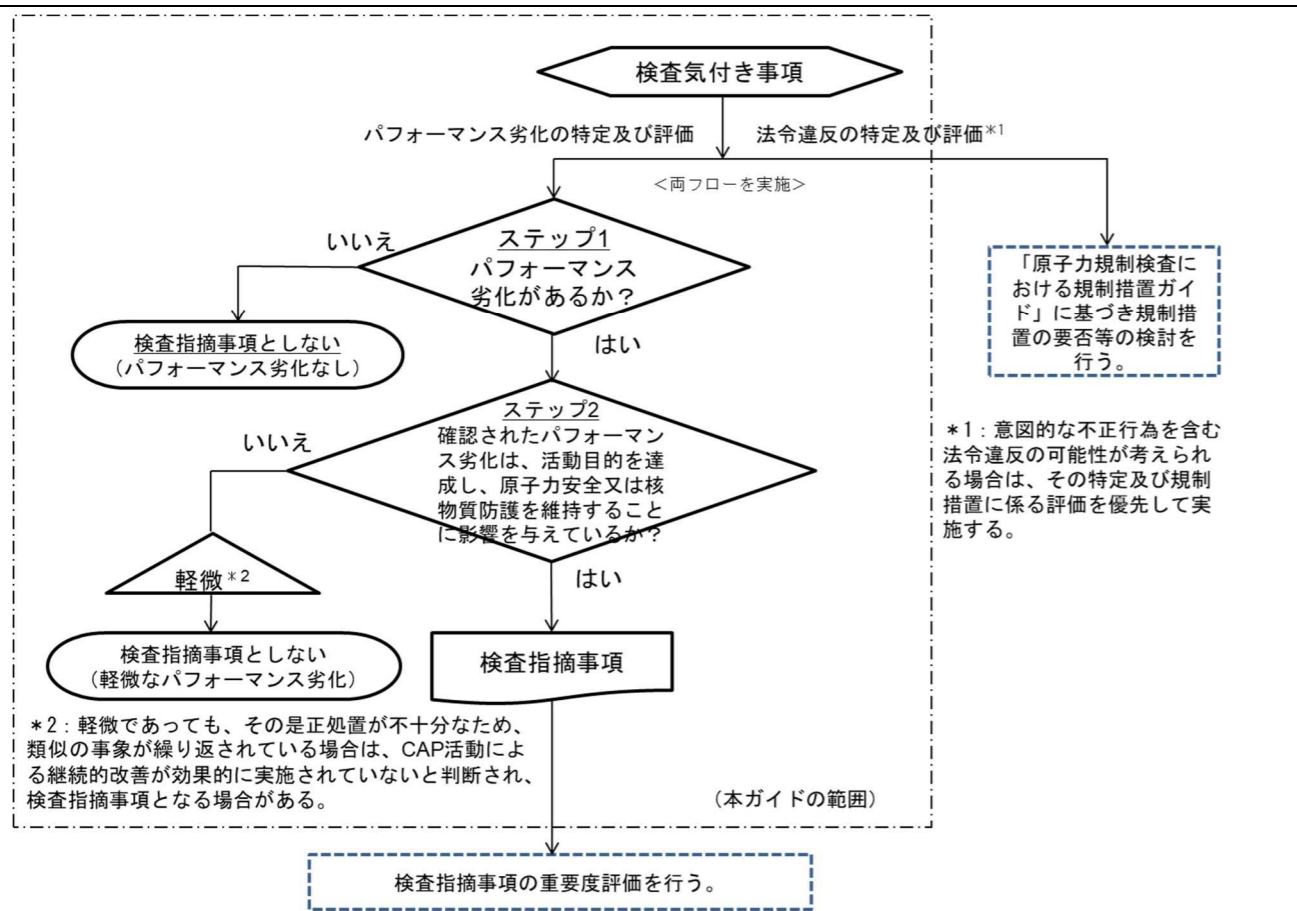 検査気付き事項
パフォーマンス劣化の特定及び評価
法令違反の特定及び評価*1
<両フローを実施>
いいえ
ステップ1
パフォーマンス
劣化があるか？
「原子力規制検査に
おける規制措置ガイ
ド」に基づき規制措
置の要否等の検討を
行う。
検査指摘事項としない
（パフォーマンス劣化なし）
はい
いいえ
ステップ2
確認されたパフォーマン
ス劣化は、活動目的を達
成し、原子力安全又は核
物質防護を維持すること
に影響を与えているか？
＊1：意図的な不正行為を含む
法令違反の可能性が考えられ
る場合は、その特定及び規制
措置に係る評価を優先して実
施する。
軽微＊2
はい
検査指摘事項としない
（軽微なパフォーマンス劣化）
検査指摘事項
＊2：軽微であっても、その是正処置が不十分なため、
類似の事象が繰り返されている場合は、CAP活動によ
る継続的改善が効果的に実施されていないと判断され、
検査指摘事項となる場合がある。
（本ガイドの範囲）
検査指摘事項の重要度評価を行う。